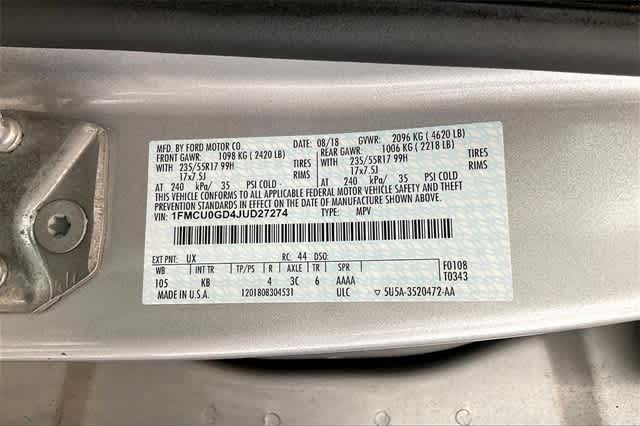 MFD. BY FORD MOTOR CO. DATE: 08/18 GVWR: 2096 KG ( 4620 LB)
FRONT GAWR: 1098 KG ( 2420 LB) REAR GAWR: 1006 KG ( 2218 LB)
WITH 235/55R17 99H TIRES WITH 235/55R17 99H TIRES
17x7.5J RIMS 17x7.5J RIMS
AT 240 kPa/ 35 PSI COLD AT 240 kPa/ 35 PSI COLD
THIS VEHICLE CONFORMS TO ALL APPLICABLE FEDERAL MOTOR VEHICLE SAFETY AND THEFT
PREVENTION STANDARDS IN EFFECT ON THE DATE OF MANUFACTURE SHOWN ABOVE.
VIN: 1FMCU0GD4JUD27274 TYPE: MPV
EXT PNT: UX RC: 44 DSO: F0108
WB INT TR TP/PS R AXLE TR SPR T0343
105 KB 4 3C 6 AAAA
MADE IN U.S.A. 1201808304531 ULC ▽ 5U5A-3520472-AA